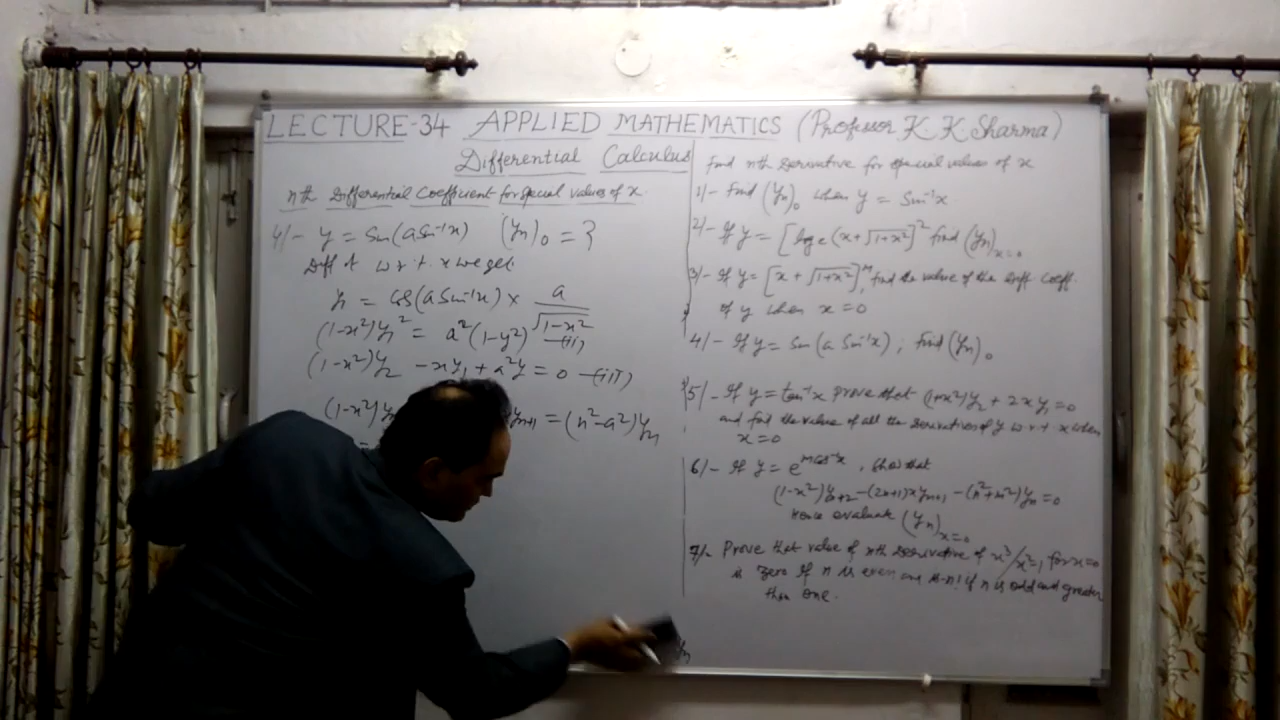 LECTURE-34 APPLIED MATHEMATICS (Professor K.K.Sharma)
Differential Calculus
nth Differential Coefficient for special values of x.
4/- y = Sin(a Sin⁻¹x) (yn)₀ = ?
Diff it w.r.t. x we get
y₁ = Cos(a Sin⁻¹x) × a/√1-x²
(1-x²)y₁² = a²(1-y²) -(ii)
(1-x²)y₂ - xy₁ + a²y = 0 -(iii)
(1-x²)y yn+1 = (n²-a²)yn
yn
Find nth Derivative for special values of x
1/- Find (yn)₀ when y = Sin⁻¹x.
2/- If y = [log e (x+√1+x²)]² find (yn)x=0
3/- If y = [x + √1+x²]ᵐ, find the value of the Diff coeff.
of y when x = 0
4/- If y = Sin (a Sin⁻¹x) ; Find (yn)₀
5/- If y = tan⁻¹x prove that (1+x²)y₂ + 2xy₁ = 0
and find the value of all the derivatives of y w.r.t x when
x = 0
6/- If y = e^mCos⁻¹x , Show that
(1-x²)yn+2 - (2n+1)xyn+1 - (n²+m²)yn = 0
Hence evaluate (yn)x=0
7/- Prove that value of nth Derivative of x³/x²-1 for x=0
is zero if n is even and is -n! if n is odd and greater
than one.